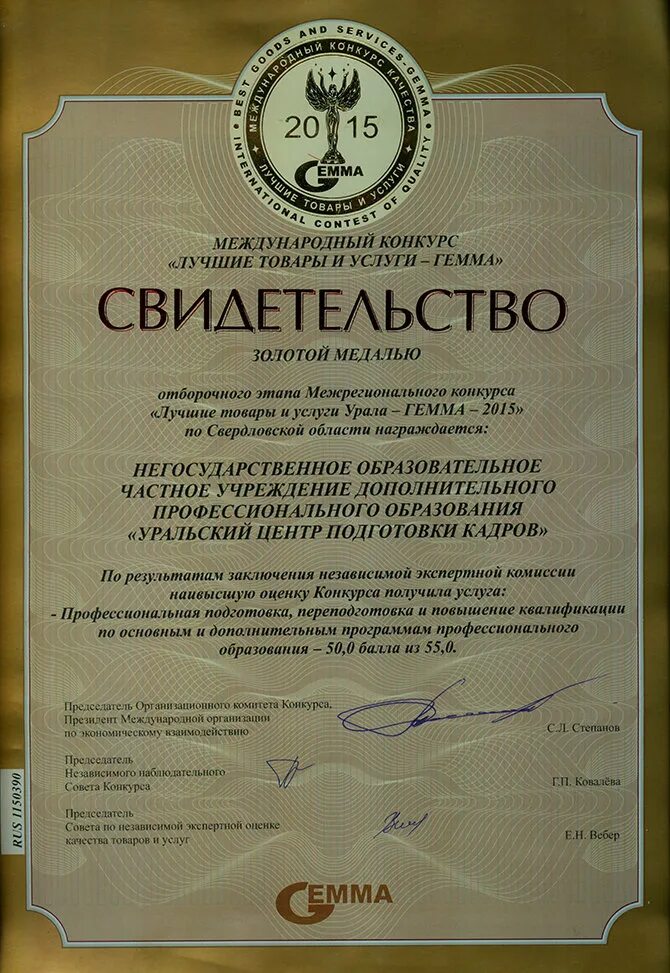 INTERNATIONAL CONTEST OF QUALITY • BEST GOODS AND SERVICES-GEMMA •
МЕЖДУНАРОДНЫЙ КОНКУРС КАЧЕСТВА
20 15
GEMMA
ЛУЧШИЕ ТОВАРЫ И УСЛУГИ
МЕЖДУНАРОДНЫЙ КОНКУРС
«ЛУЧШИЕ ТОВАРЫ И УСЛУГИ – ГЕММА»
СВИДЕТЕЛЬСТВО
ЗОЛОТОЙ МЕДАЛЬЮ
отборочного этапа Межрегионального конкурса
«Лучшие товары и услуги Урала – ГЕММА – 2015»
по Свердловской области награждается:
НЕГОСУДАРСТВЕННОЕ ОБРАЗОВАТЕЛЬНОЕ
ЧАСТНОЕ УЧРЕЖДЕНИЕ ДОПОЛНИТЕЛЬНОГО
ПРОФЕССИОНАЛЬНОГО ОБРАЗОВАНИЯ
«УРАЛЬСКИЙ ЦЕНТР ПОДГОТОВКИ КАДРОВ»
По результатам заключения независимой экспертной комиссии
наивысшую оценку Конкурса получила услуга:
- Профессиональная подготовка, переподготовка и повышение квалификации
по основным и дополнительным программам профессионального
образования – 50,0 балла из 55,0.
Председатель Организационного комитета Конкурса,
Президент Международной организации
по экономическому взаимодействию
С.Л. Степанов
Председатель
Независимого наблюдательного
Совета Конкурса
Г.П. Ковалёва
Председатель
Совета по независимой экспертной оценке
качества товаров и услуг
Е.Н. Вебер
RUS 1150390
GEMMA